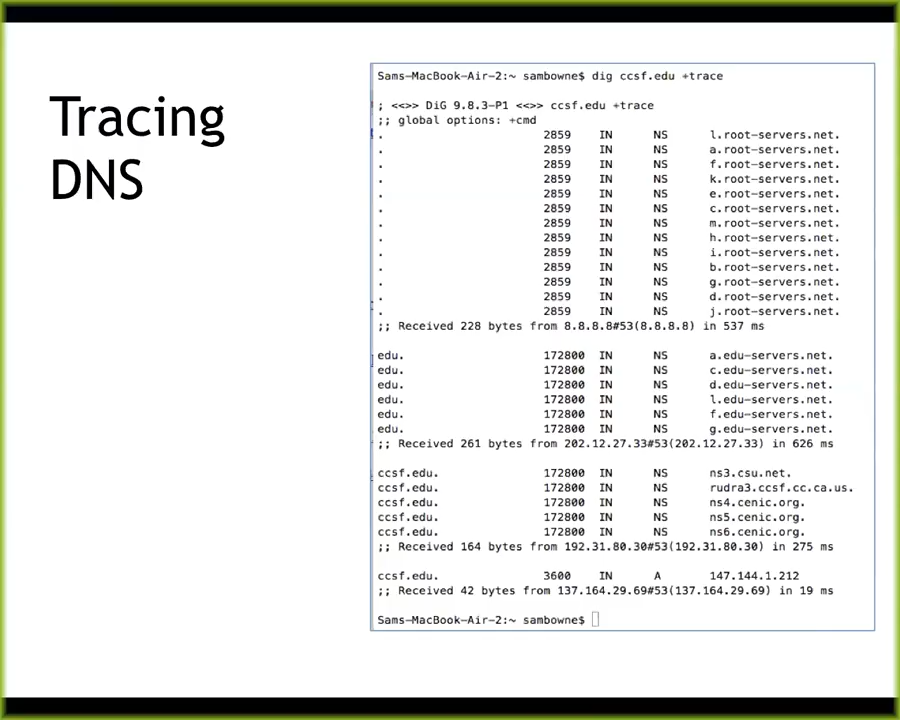 Tracing
DNS
Sams-MacBook-Air-2:~ sambowne$ dig ccsf.edu +trace
; <<>> DiG 9.8.3-P1 <<>> ccsf.edu +trace
;; global options: +cmd
. 2859 IN NS l.root-servers.net.
. 2859 IN NS a.root-servers.net.
. 2859 IN NS f.root-servers.net.
. 2859 IN NS k.root-servers.net.
. 2859 IN NS e.root-servers.net.
. 2859 IN NS c.root-servers.net.
. 2859 IN NS m.root-servers.net.
. 2859 IN NS h.root-servers.net.
. 2859 IN NS i.root-servers.net.
. 2859 IN NS b.root-servers.net.
. 2859 IN NS g.root-servers.net.
. 2859 IN NS d.root-servers.net.
. 2859 IN NS j.root-servers.net.
;; Received 228 bytes from 8.8.8.8#53(8.8.8.8) in 537 ms
edu. 172800 IN NS a.edu-servers.net.
edu. 172800 IN NS c.edu-servers.net.
edu. 172800 IN NS d.edu-servers.net.
edu. 172800 IN NS l.edu-servers.net.
edu. 172800 IN NS f.edu-servers.net.
edu. 172800 IN NS g.edu-servers.net.
;; Received 261 bytes from 202.12.27.33#53(202.12.27.33) in 626 ms
ccsf.edu. 172800 IN NS ns3.csu.net.
ccsf.edu. 172800 IN NS rudra3.ccsf.cc.ca.us.
ccsf.edu. 172800 IN NS ns4.cenic.org.
ccsf.edu. 172800 IN NS ns5.cenic.org.
ccsf.edu. 172800 IN NS ns6.cenic.org.
;; Received 164 bytes from 192.31.80.30#53(192.31.80.30) in 275 ms
ccsf.edu. 3600 IN A 147.144.1.212
;; Received 42 bytes from 137.164.29.69#53(137.164.29.69) in 19 ms
Sams-MacBook-Air-2:~ sambowne$